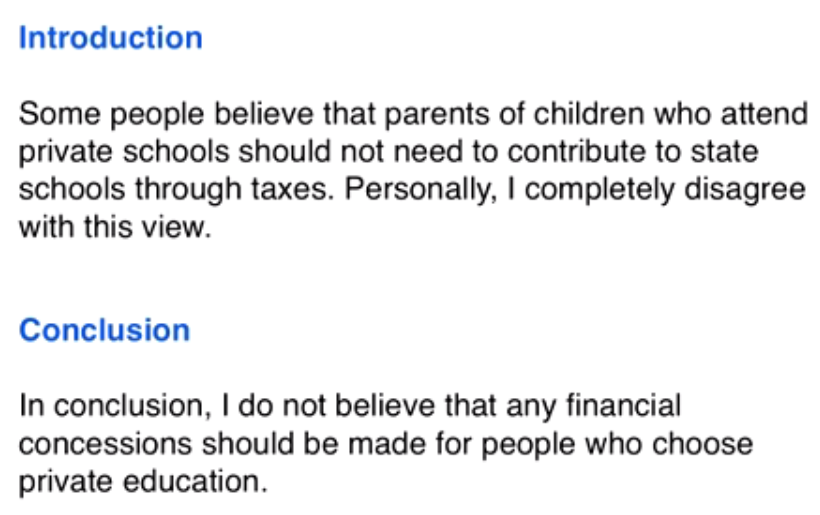 Introduction
Some people believe that parents of children who attend
private schools should not need to contribute to state
schools through taxes. Personally, I completely disagree
with this view.
Conclusion
In conclusion, I do not believe that any financial
concessions should be made for people who choose
private education.